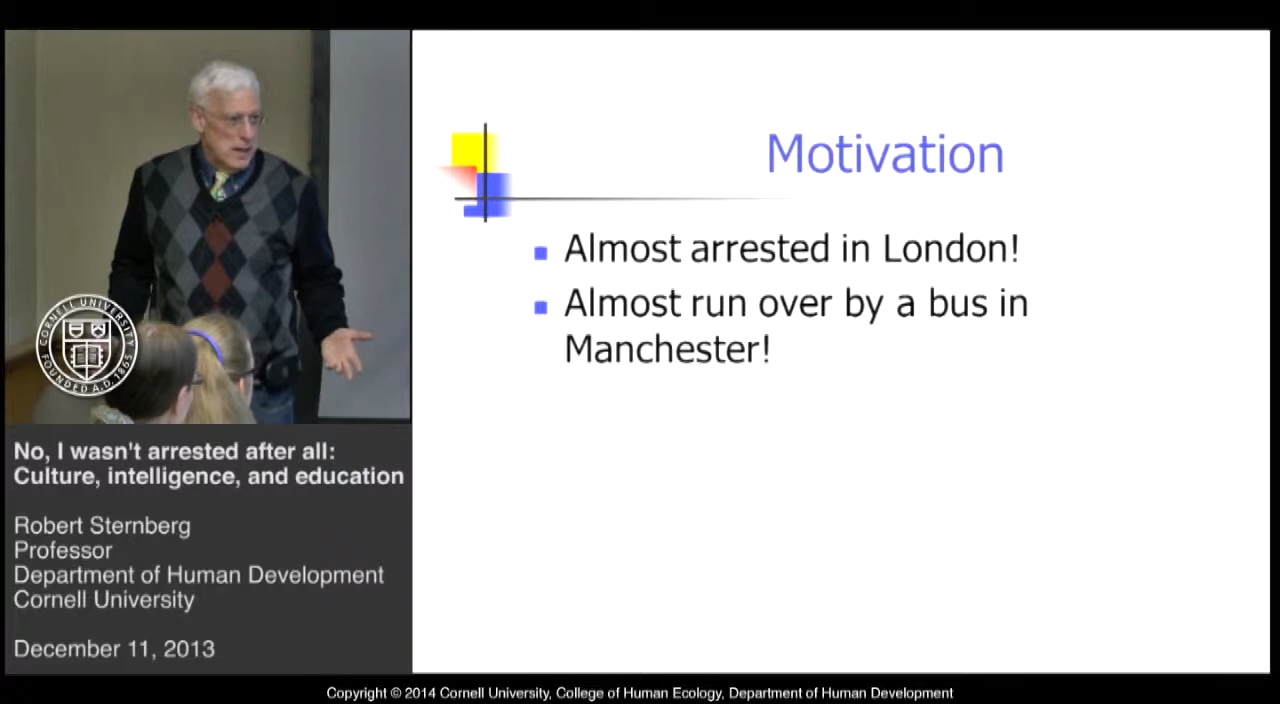 Motivation
Almost arrested in London!
Almost run over by a bus in
Manchester!
CORNELL UNIVERSITY
FOUNDED A.D. 1865
No, I wasn't arrested after all:
Culture, intelligence, and education
Robert Sternberg
Professor
Department of Human Development
Cornell University
December 11, 2013
Copyright © 2014 Cornell University, College of Human Ecology, Department of Human Development